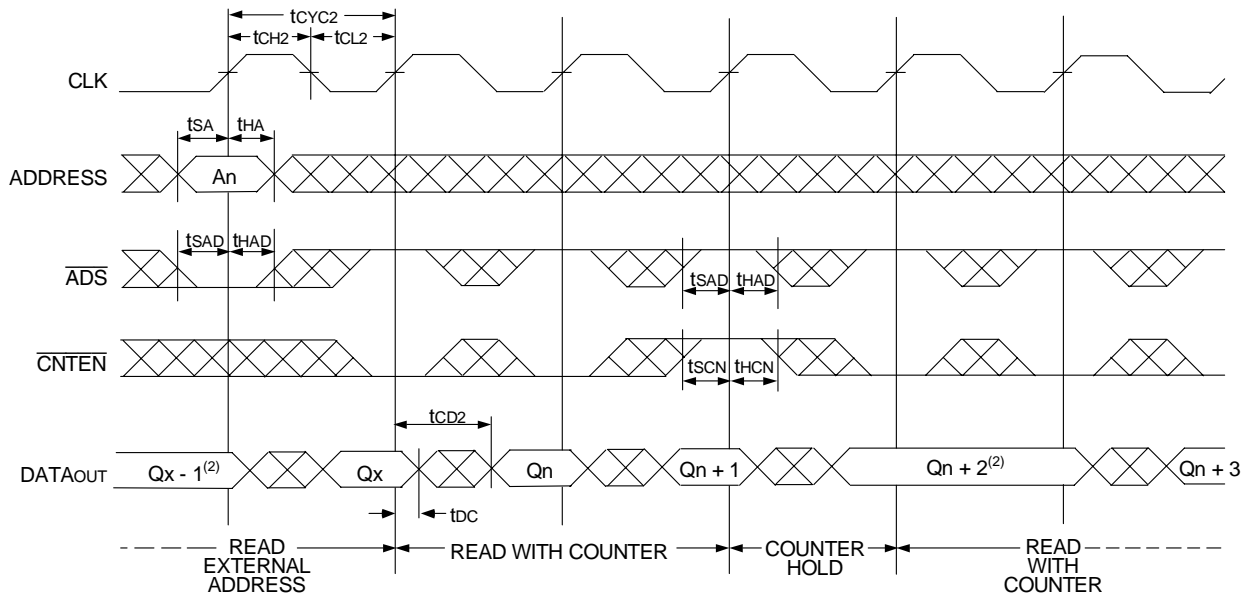 tCYC2
tCH2 tCL2
CLK
tSA tHA
ADDRESS An
tSAD tHAD
ADS
tSAD tHAD
CNTEN
tSCN tHCN
tCD2
DATAOUT Qx - 1(2) Qx Qn Qn + 1 Qn + 2(2) Qn + 3
tDC
READ EXTERNAL ADDRESS
READ WITH COUNTER
COUNTER HOLD
READ WITH COUNTER